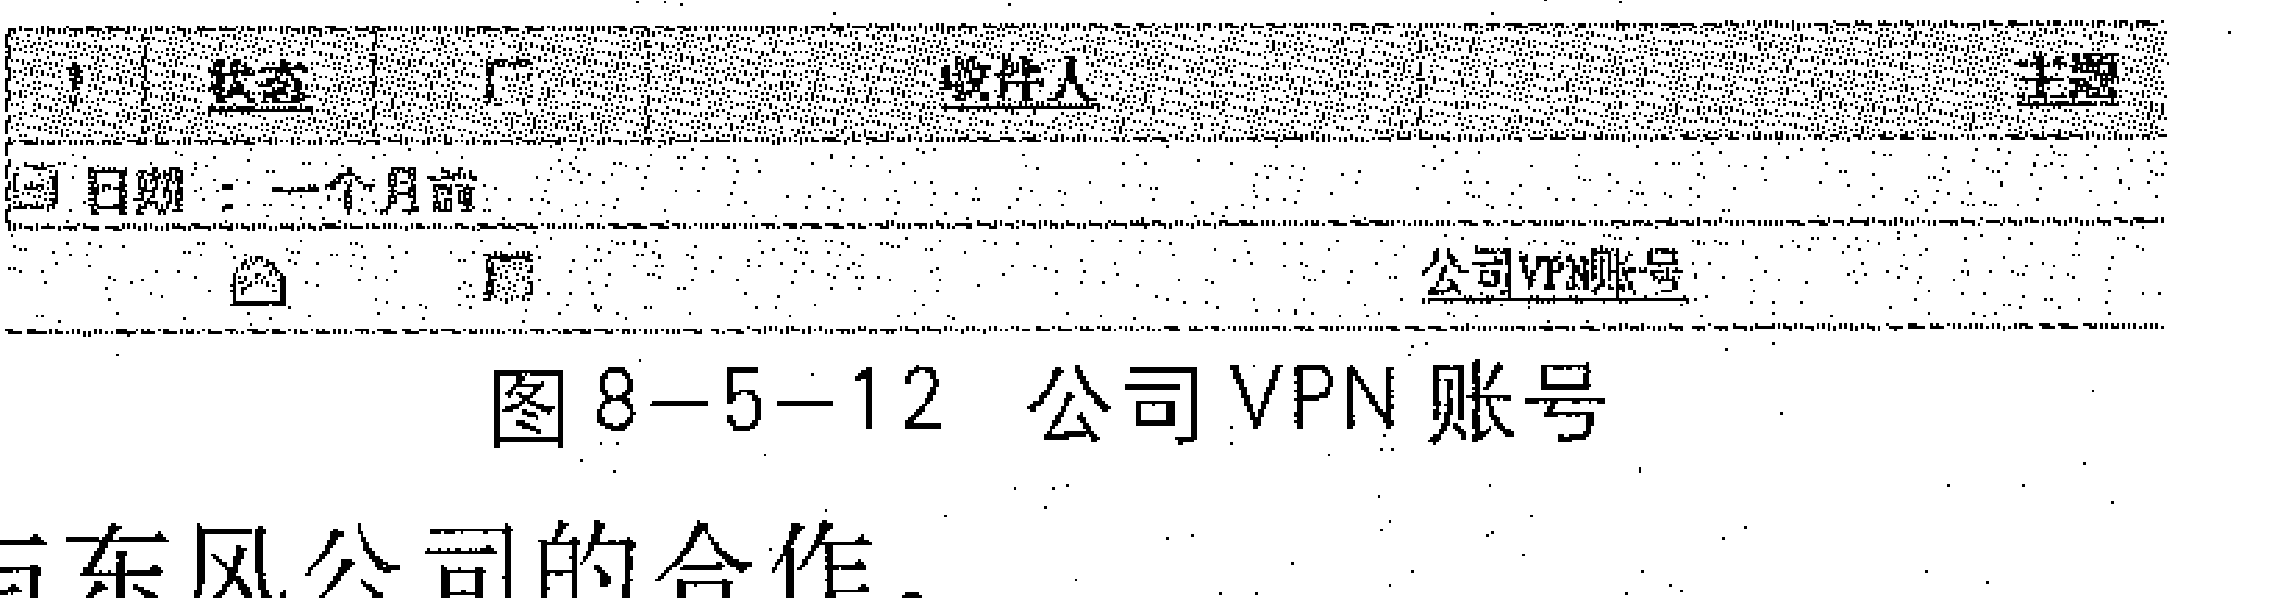 ! 状态 收件人 主题
日期 : 一个月前
公司VPN账号
图8-5-12 公司VPN账号
与东风公司的合作。